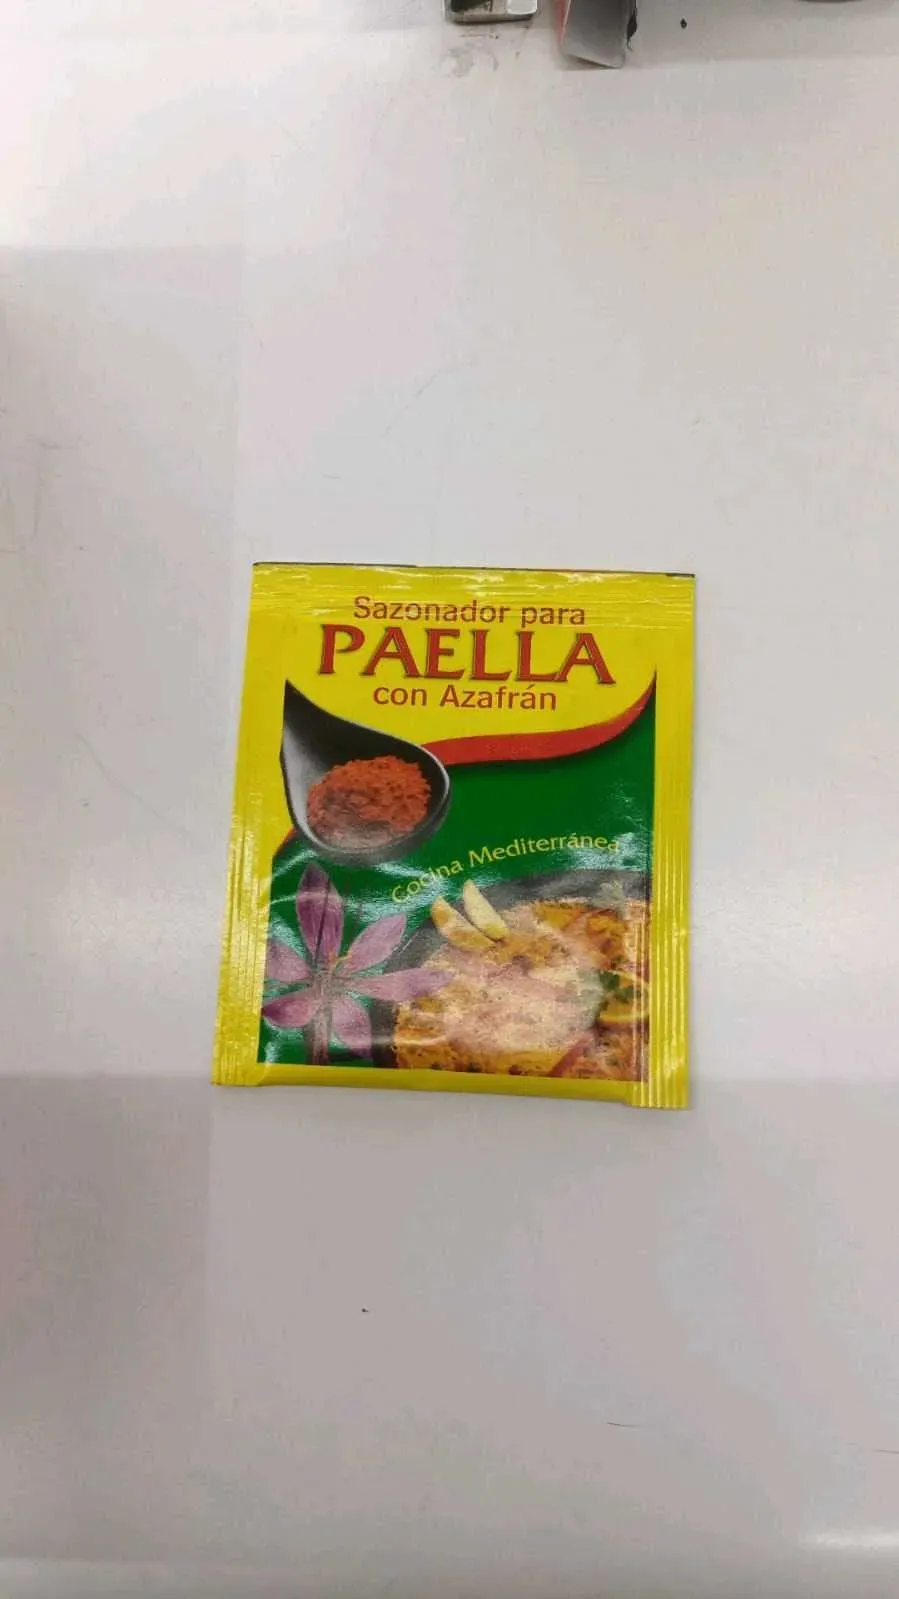 Sazonador para
PAELLA
con Azafrán
Cocina Mediterránea